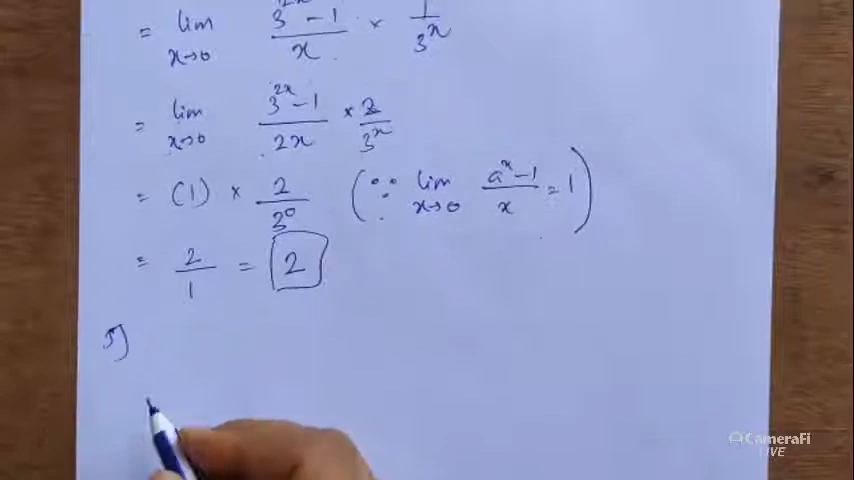 = lim x→0 3^2x - 1 / x × 1 / 3^x
= lim x→0 3^2x - 1 / 2x × 2 / 3^x
= (1) × 2 / 3^0 (∵ lim x→0 a^x - 1 / x = 1)
= 2 / 1 = 2
5)
CameraFi
LIVE